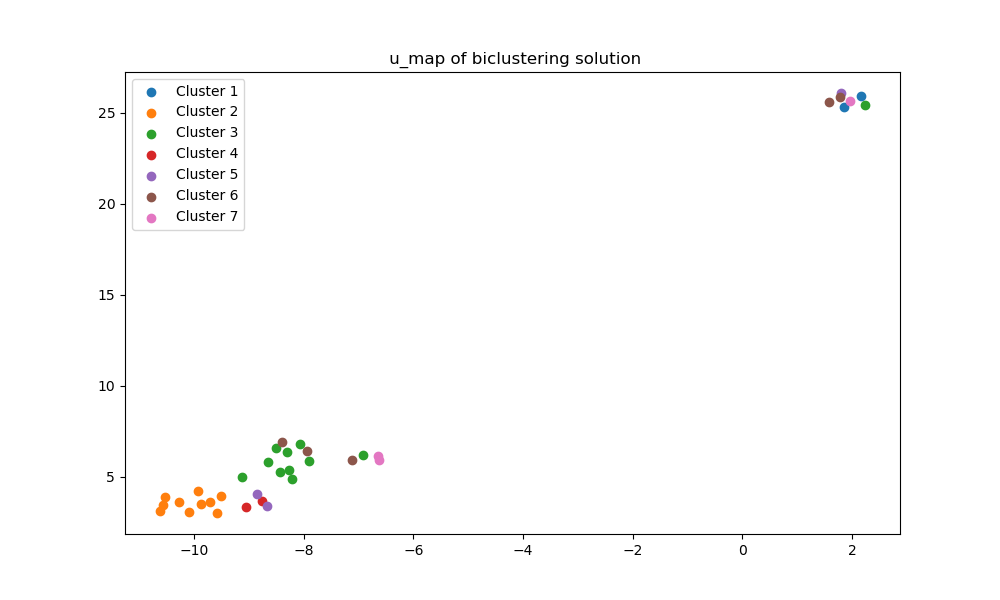 u_map of biclustering solution
Cluster 1
Cluster 2
Cluster 3
Cluster 4
Cluster 5
Cluster 6
Cluster 7
25
20
15
10
5
−10
−8
−6
−4
−2
0
2